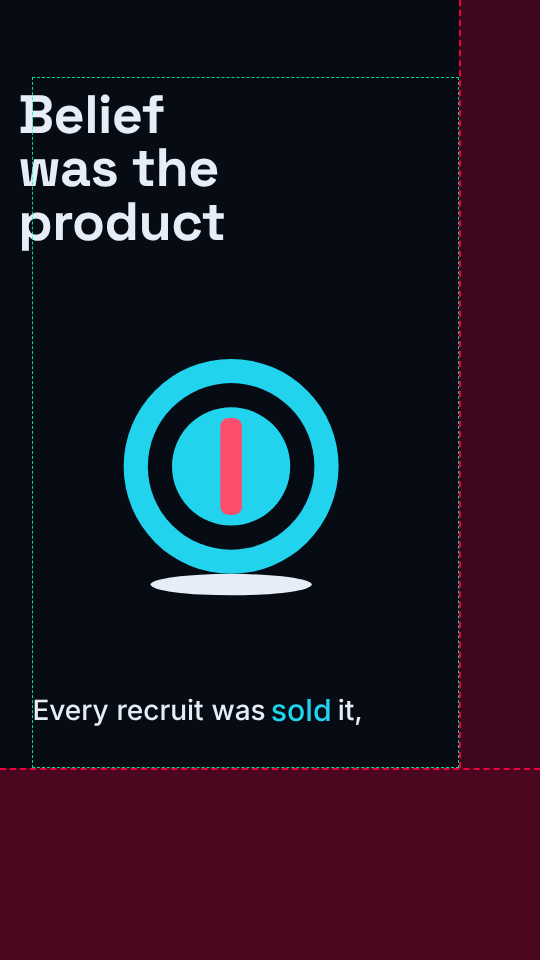 Belief
was the
product
Every recruit was sold it,